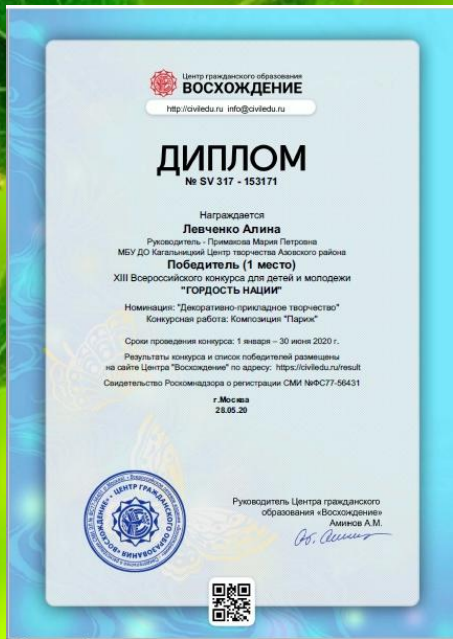 Центр гражданского образования
ВОСХОЖДЕНИЕ
http://civiledu.ru info@civiledu.ru
ДИПЛОМ
№ SV 317 - 153171
Награждается
Левченко Алина
Руководитель - Примакова Мария Петровна
МБУ ДО Кагальницкий Центр творчества Азовского района
Победитель (1 место)
XIII Всероссийского конкурса для детей и молодежи
"ГОРДОСТЬ НАЦИИ"
Номинация: "Декоративно-прикладное творчество"
Конкурсная работа: Композиция "Париж"
Сроки проведения конкурса: 1 января – 30 июня 2020 г.
Результаты конкурса и список победителей размещены
на сайте Центра "Восхождение" по адресу: https://civiledu.ru/result
Свидетельство Роскомнадзора о регистрации СМИ №ФС77-56431
г.Москва
28.05.20
Руководитель Центра гражданского
образования «Восхождение»
Аминов А.М.
ЦЕНТР ГРАЖДАНСКОГО ОБРАЗОВАНИЯ «ВОСХОЖДЕНИЕ»